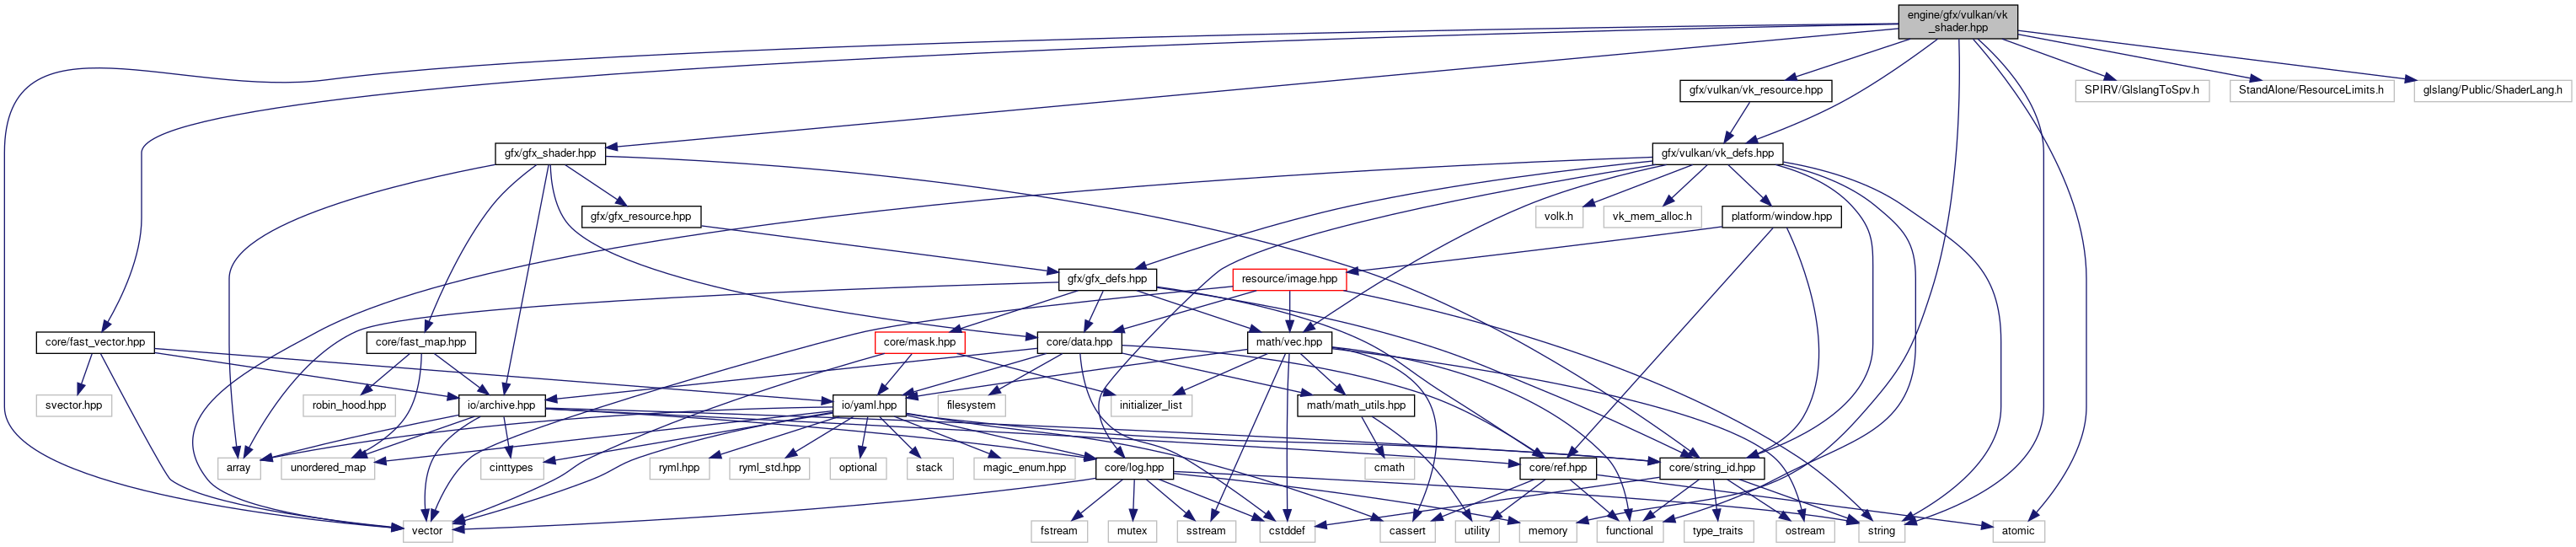 engine/gfx/vulkan/vk
_shader.hpp
gfx/vulkan/vk_resource.hpp
SPIRV/GlslangToSpv.h
StandAlone/ResourceLimits.h
glslang/Public/ShaderLang.h
gfx/gfx_shader.hpp
gfx/vulkan/vk_defs.hpp
gfx/gfx_resource.hpp
volk.h
vk_mem_alloc.h
platform/window.hpp
gfx/gfx_defs.hpp
resource/image.hpp
core/fast_vector.hpp
core/fast_map.hpp
core/mask.hpp
core/data.hpp
math/vec.hpp
svector.hpp
robin_hood.hpp
io/archive.hpp
io/yaml.hpp
filesystem
initializer_list
math/math_utils.hpp
array
unordered_map
cinttypes
ryml.hpp
ryml_std.hpp
optional
stack
magic_enum.hpp
core/log.hpp
cmath
core/ref.hpp
core/string_id.hpp
vector
fstream
mutex
sstream
cstddef
cassert
utility
memory
functional
type_traits
ostream
string
atomic